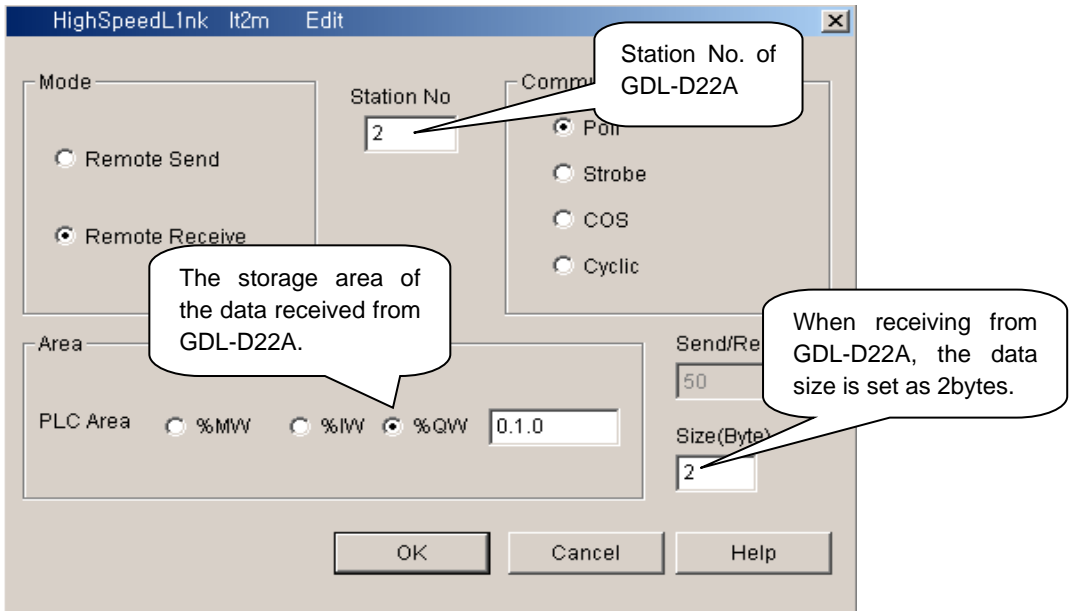 HighSpeedL1nk It2m Edit
Station No. of
GDL-D22A
Mode
Station No
Commu
2
Poll
Remote Send
Strobe
COS
Remote Receive
Cyclic
The storage area of
the data received from
GDL-D22A.
When receiving from
GDL-D22A, the data
size is set as 2bytes.
Area
Send/Re
50
PLC Area %MW %IW %QW 0.1.0
Size(Byte)
2
OK Cancel Help